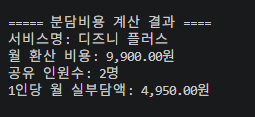 ===== 분담비용 계산 결과 ====
서비스명: 디즈니 플러스
월 환산 비용: 9,900.00원
공유 인원수: 2명
1인당 월 실부담액: 4,950.00원